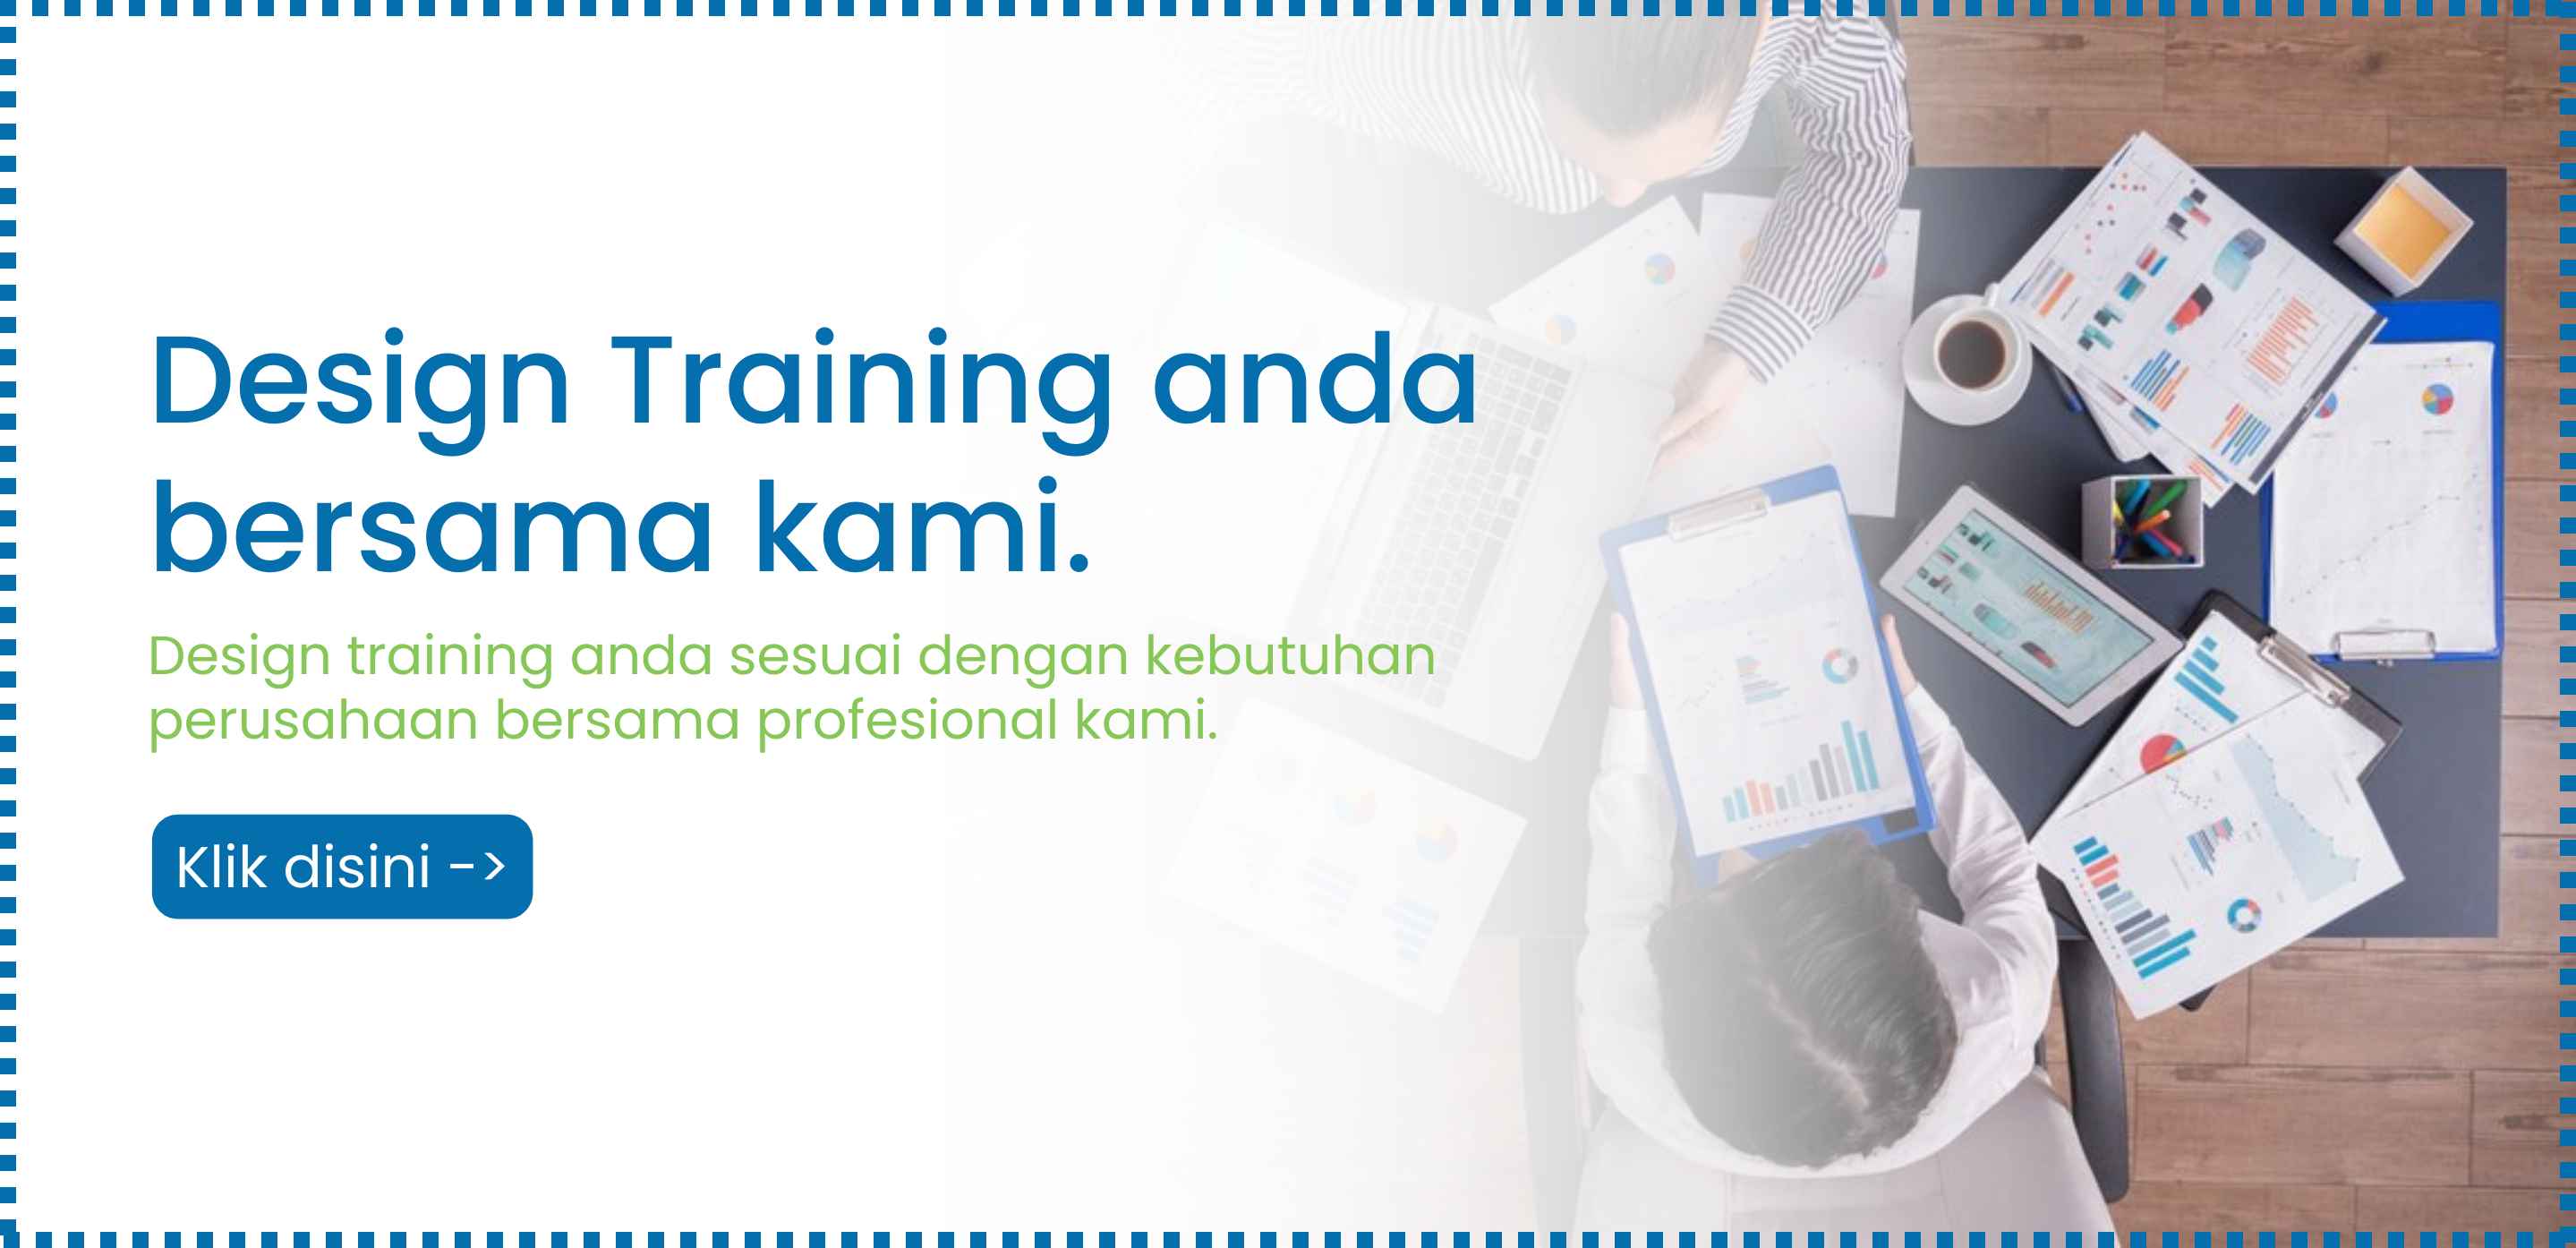 Design Training anda
bersama kami.
Design training anda sesuai dengan kebutuhan
perusahaan bersama profesional kami.
Klik disini ->